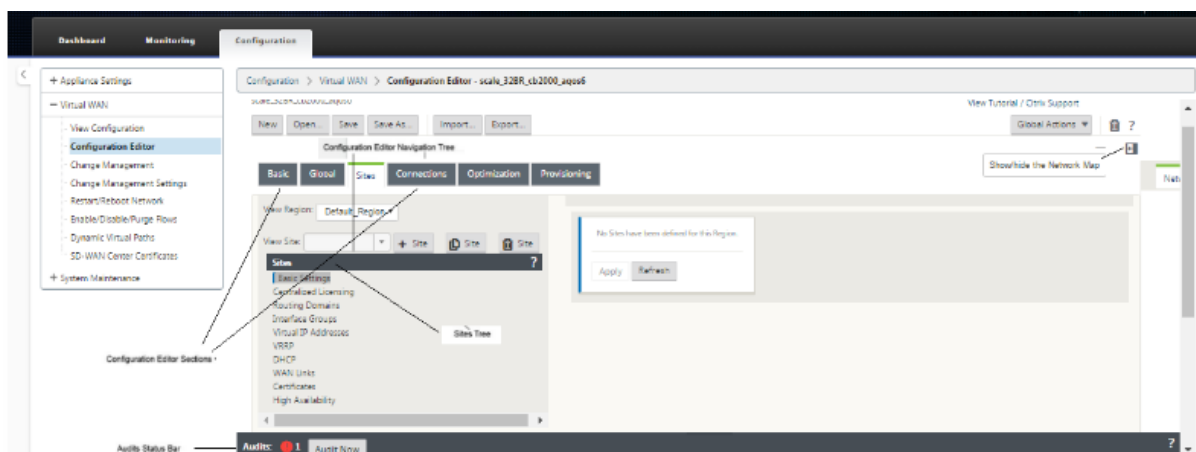 Dashboard Monitoring Configuration
+ Appliance Settings
− Virtual WAN
View Configuration
Configuration Editor
Change Management
Change Management Settings
Restart/Reboot Network
Enable/Disable/Purge Flows
Dynamic Virtual Paths
SD-WAN Center Certificates
+ System Maintenance
Configuration > Virtual WAN > Configuration Editor - scale_32BR_cb2000_aqos6
View Tutorial / Citrix Support
New Open... Save Save As... Import... Export... Global Actions ?
Configuration Editor Navigation Tree
Show/hide the Network Map
Basic Global Sites Connections Optimization Provisioning
View Region: Default_Region
View Site: + Site Site Site
Sites ?
Basic Settings
Centralized Licensing
Routing Domains
Interface Groups
Virtual IP Addresses
VRRP
DHCP
WAN Links
Certificates
High Availability
No Sites have been defined for this Region.
Apply Refresh
Sites Tree
Configuration Editor Sections
Audits Status Bar
Audits: 1 Audit Now ?